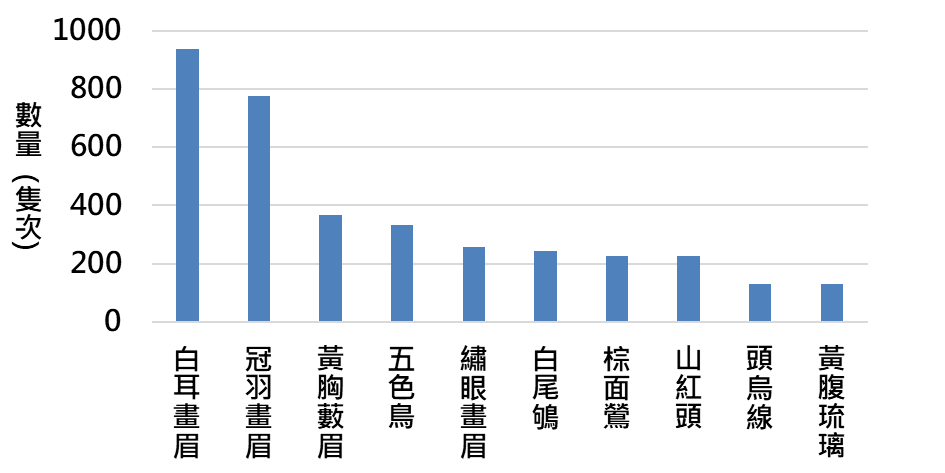 數量（隻次）
1000
800
600
400
200
0
白耳畫眉
冠羽畫眉
黃胸藪眉
五色鳥
繡眼畫眉
白尾鴝
棕面鶯
山紅頭
頭烏線
黃腹琉璃